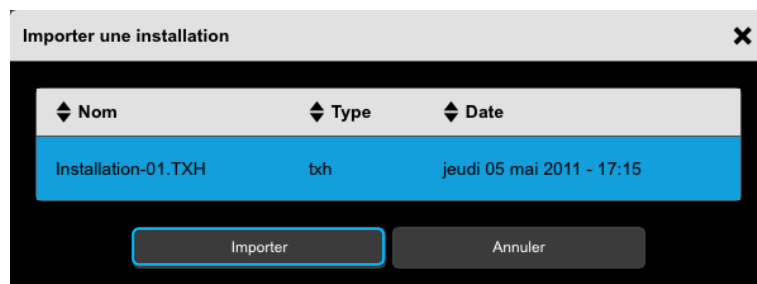 Importer une installation
Nom Type Date
Installation-01.TXH txh jeudi 05 mai 2011 - 17:15
Importer Annuler